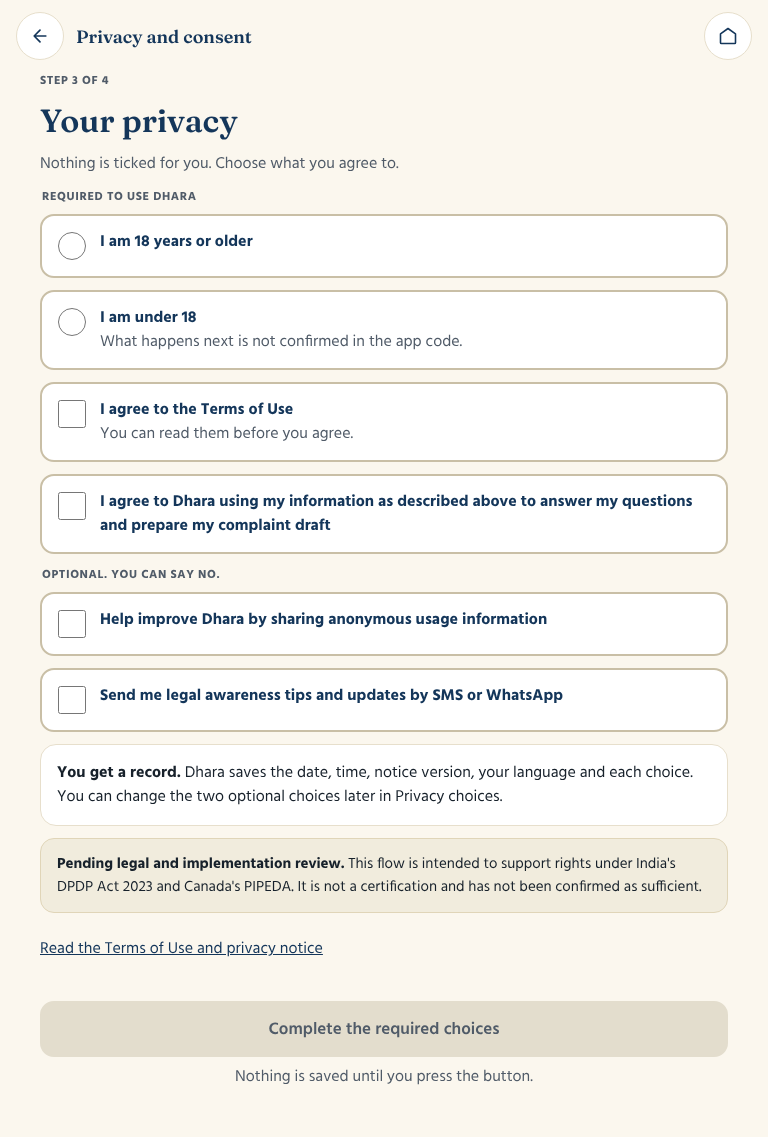 Privacy and consent
STEP 3 OF 4
Your privacy
Nothing is ticked for you. Choose what you agree to.
REQUIRED TO USE DHARA
I am 18 years or older
I am under 18
What happens next is not confirmed in the app code.
I agree to the Terms of Use
You can read them before you agree.
I agree to Dhara using my information as described above to answer my questions
and prepare my complaint draft
OPTIONAL. YOU CAN SAY NO.
Help improve Dhara by sharing anonymous usage information
Send me legal awareness tips and updates by SMS or WhatsApp
You get a record. Dhara saves the date, time, notice version, your language and each choice.
You can change the two optional choices later in Privacy choices.
Pending legal and implementation review. This flow is intended to support rights under India's
DPDP Act 2023 and Canada's PIPEDA. It is not a certification and has not been confirmed as sufficient.
Read the Terms of Use and privacy notice
Complete the required choices
Nothing is saved until you press the button.